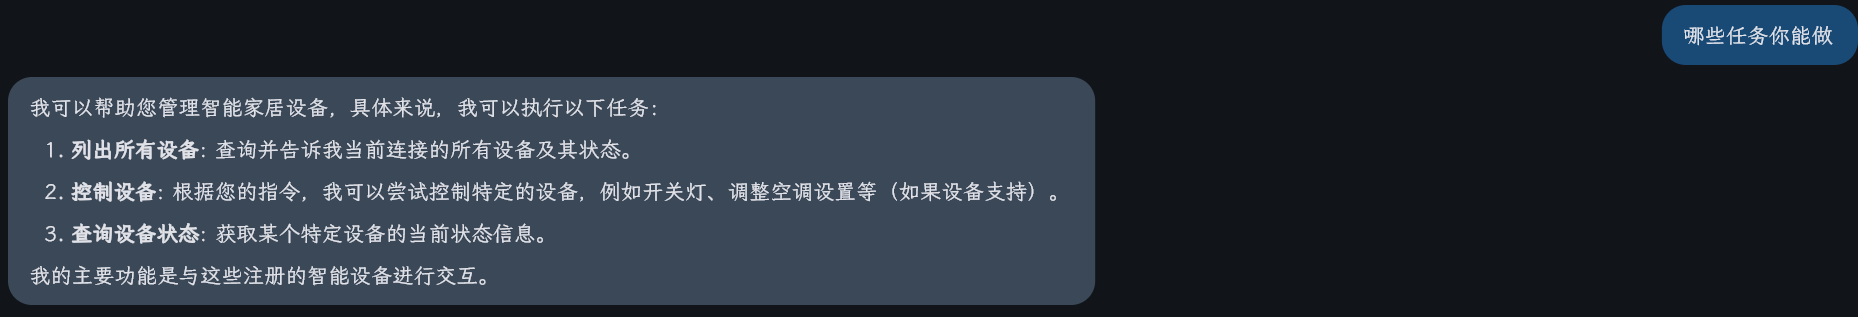 哪些任务你能做
我可以帮助您管理智能家居设备，具体来说，我可以执行以下任务：
1. 列出所有设备: 查询并告诉我当前连接的所有设备及其状态。
2. 控制设备: 根据您的指令，我可以尝试控制特定的设备，例如开关灯、调整空调设置等（如果设备支持）。
3. 查询设备状态: 获取某个特定设备的当前状态信息。
我的主要功能是与这些注册的智能设备进行交互。